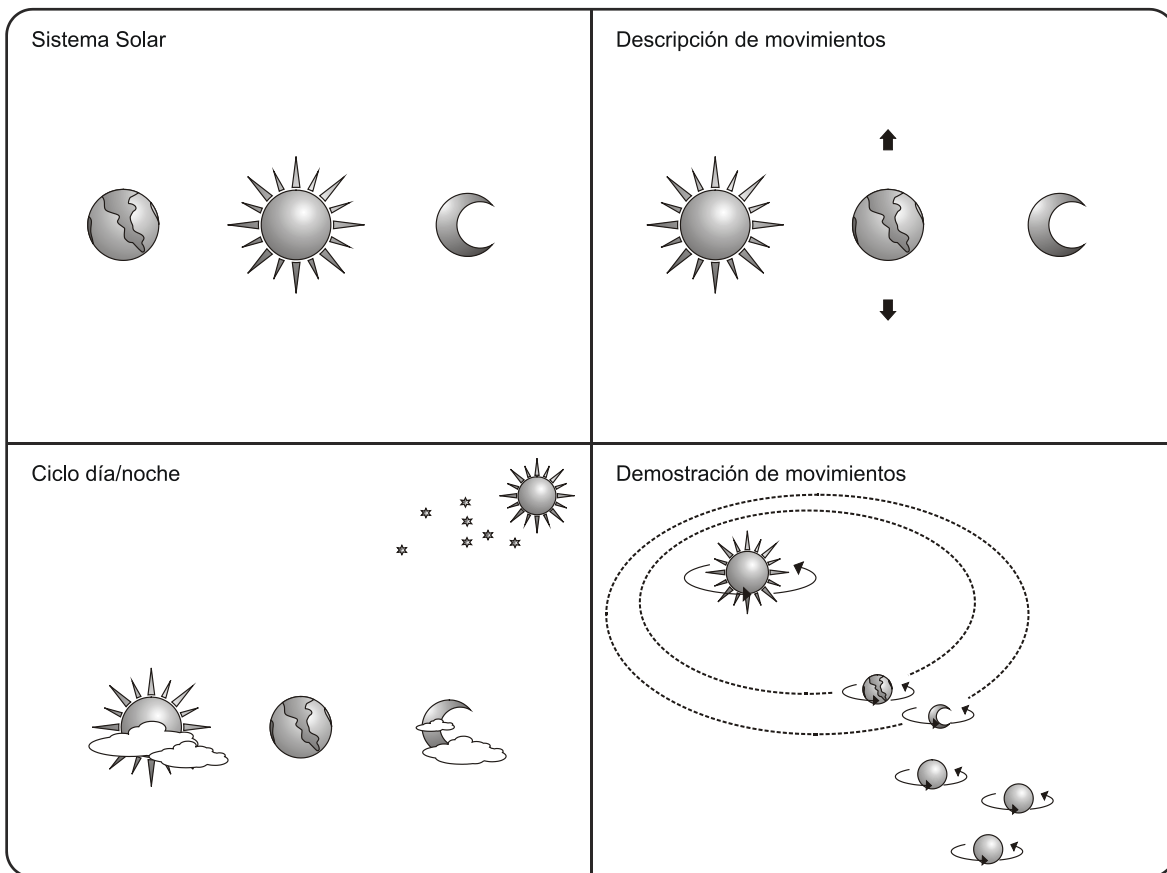 Sistema Solar
Descripción de movimientos
Ciclo día/noche
Demostración de movimientos